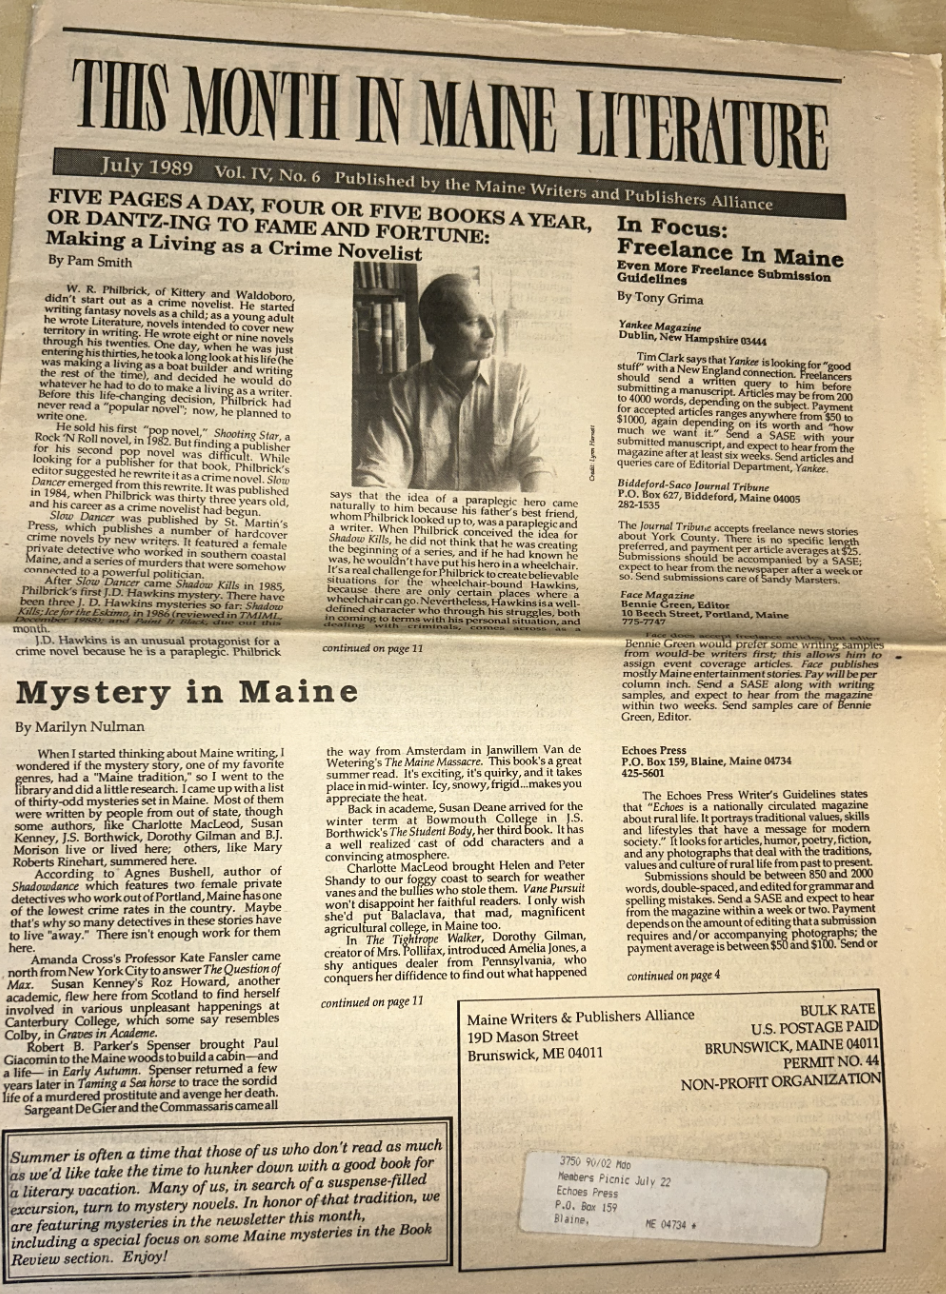 THIS MONTH IN MAINE LITERATURE
July 1989 Vol. IV, No. 6 Published by the Maine Writers and Publishers Alliance
FIVE PAGES A DAY, FOUR OR FIVE BOOKS A YEAR,
OR DANTZ-ING TO FAME AND FORTUNE:
Making a Living as a Crime Novelist
By Pam Smith
W. R. Philbrick, of Kittery and Waldoboro,
didn't start out as a crime novelist. He started
writing fantasy novels as a child; as a young adult
he wrote Literature, novels intended to cover new
territory in writing. He wrote eight or nine novels
through his twenties. One day, when he was just
entering his thirties, he took a long look at his life (he
was making a living as a boat builder and writing
the rest of the time), and decided he would do
whatever he had to do to make a living as a writer.
Before this life-changing decision, Philbrick had
never read a "popular novel"; now, he planned to
write one.
He sold his first "pop novel," Shooting Star, a
Rock 'N Roll novel, in 1982. But finding a publisher
for his second pop novel was difficult. While
looking for a publisher for that book, Philbrick's
editor suggested he rewrite it as a crime novel. Slow
Dancer emerged from this rewrite. It was published
in 1984, when Philbrick was thirty three years old,
and his career as a crime novelist had begun.
Slow Dancer was published by St. Martin's
Press, which publishes a number of hardcover
crime novels by new writers. It featured a female
private detective who worked in southern coastal
Maine, and a series of murders that were somehow
connected to a powerful politician.
After Slow Dancer came Shadow Kills in 1985,
Philbrick's first J.D. Hawkins mystery. There have
been three J. D. Hawkins mysteries so far: Shadow
Kills; Ice for the Eskimo, in 1986 (reviewed in TMIML,
December 1988); and Paint It Black, due out this
month.
J.D. Hawkins is an unusual protagonist for a
crime novel because he is a paraplegic. Philbrick
Credit: Lynn Harnett
says that the idea of a paraplegic hero came
naturally to him because his father's best friend,
whom Philbrick looked up to, was a paraplegic and
a writer. When Philbrick conceived the idea for
Shadow Kills, he did not think that he was creating
the beginning of a series, and if he had known he
was, he wouldn't have put his hero in a wheelchair.
It's a real challenge for Philbrick to create believable
situations for the wheelchair-bound Hawkins,
because there are only certain places where a
wheelchair can go. Nevertheless, Hawkins is a well-
defined character who through his struggles, both
in coming to terms with his personal situation, and
dealing with criminals, comes across as a
continued on page 11
In Focus:
Freelance In Maine
Even More Freelance Submission
Guidelines
By Tony Grima
Yankee Magazine
Dublin, New Hampshire 03444
Tim Clark says that Yankee is looking for "good
stuff" with a New England connection. Freelancers
should send a written query to him before
submitting a manuscript. Articles may be from 200
to 4000 words, depending on the subject. Payment
for accepted articles ranges anywhere from $50 to
$1000, again depending on its worth and "how
much we want it." Send a SASE with your
submitted manuscript, and expect to hear from the
magazine after at least six weeks. Send articles and
queries care of Editorial Department, Yankee.
Biddeford-Saco Journal Tribune
P.O. Box 627, Biddeford, Maine 04005
282-1535
The Journal Tribune accepts freelance news stories
about York County. There is no specific length
preferred, and payment per article averages at $25.
Submissions should be accompanied by a SASE;
expect to hear from the newspaper after a week or
so. Send submissions care of Sandy Marsters.
Face Magazine
Bennie Green, Editor
10 Beech Street, Portland, Maine
775-7747
Face does accept freelance articles, but editor
Bennie Green would prefer some writing samples
from would-be writers first; this allows him to
assign event coverage articles. Face publishes
mostly Maine entertainment stories. Pay will be per
column inch. Send a SASE along with writing
samples, and expect to hear from the magazine
within two weeks. Send samples care of Bennie
Green, Editor.
Echoes Press
P.O. Box 159, Blaine, Maine 04734
425-5601
The Echoes Press Writer's Guidelines states
that "Echoes is a nationally circulated magazine
about rural life. It portrays traditional values, skills
and lifestyles that have a message for modern
society." It looks for articles, humor, poetry, fiction,
and any photographs that deal with the traditions,
values and culture of rural life from past to present.
Submissions should be between 850 and 2000
words, double-spaced, and edited for grammar and
spelling mistakes. Send a SASE and expect to hear
from the magazine within a week or two. Payment
depends on the amount of editing that a submission
requires and/or accompanying photographs; the
payment average is between $50 and $100. Send or
continued on page 4
Mystery in Maine
By Marilyn Nulman
When I started thinking about Maine writing, I
wondered if the mystery story, one of my favorite
genres, had a "Maine tradition," so I went to the
library and did a little research. I came up with a list
of thirty-odd mysteries set in Maine. Most of them
were written by people from out of state, though
some authors, like Charlotte MacLeod, Susan
Kenney, J.S. Borthwick, Dorothy Gilman and B.J.
Morison live or lived here; others, like Mary
Roberts Rinehart, summered here.
According to Agnes Bushell, author of
Shadowdance which features two female private
detectives who work out of Portland, Maine has one
of the lowest crime rates in the country. Maybe
that's why so many detectives in these stories have
to live "away." There isn't enough work for them
here.
Amanda Cross's Professor Kate Fansler came
north from New York City to answer The Question of
Max. Susan Kenney's Roz Howard, another
academic, flew here from Scotland to find herself
involved in various unpleasant happenings at
Canterbury College, which some say resembles
Colby, in Graves in Academe.
Robert B. Parker's Spenser brought Paul
Giacomin to the Maine woods to build a cabin—and
a life— in Early Autumn. Spenser returned a few
years later in Taming a Sea horse to trace the sordid
life of a murdered prostitute and avenge her death.
Sargeant DeGier and the Commassaris came all
the way from Amsterdam in Janwillem Van de
Wetering's The Maine Massacre. This book's a great
summer read. It's exciting, it's quirky, and it takes
place in mid-winter. Icy, snowy, frigid...makes you
appreciate the heat.
Back in academe, Susan Deane arrived for the
winter term at Bowmouth College in J.S.
Borthwick's The Student Body, her third book. It has
a well realized cast of odd characters and a
convincing atmosphere.
Charlotte MacLeod brought Helen and Peter
Shandy to our foggy coast to search for weather
vanes and the bullies who stole them. Vane Pursuit
won't disappoint her faithful readers. I only wish
she'd put Balaclava, that mad, magnificent
agricultural college, in Maine too.
In The Tightrope Walker, Dorothy Gilman,
creator of Mrs. Pollifax, introduced Amelia Jones, a
shy antiques dealer from Pennsylvania, who
conquers her diffidence to find out what happened
continued on page 11
Summer is often a time that those of us who don't read as much
as we'd like take the time to hunker down with a good book for
a literary vacation. Many of us, in search of a suspense-filled
excursion, turn to mystery novels. In honor of that tradition, we
are featuring mysteries in the newsletter this month,
including a special focus on some Maine mysteries in the Book
Review section. Enjoy!
Maine Writers & Publishers Alliance
19D Mason Street
Brunswick, ME 04011
BULK RATE
U.S. POSTAGE PAID
BRUNSWICK, MAINE 04011
PERMIT NO. 44
NON-PROFIT ORGANIZATION
3750 90/02 Mdo
Members Picnic July 22
Echoes Press
P.O. Box 159
Blaine, ME 04734 *